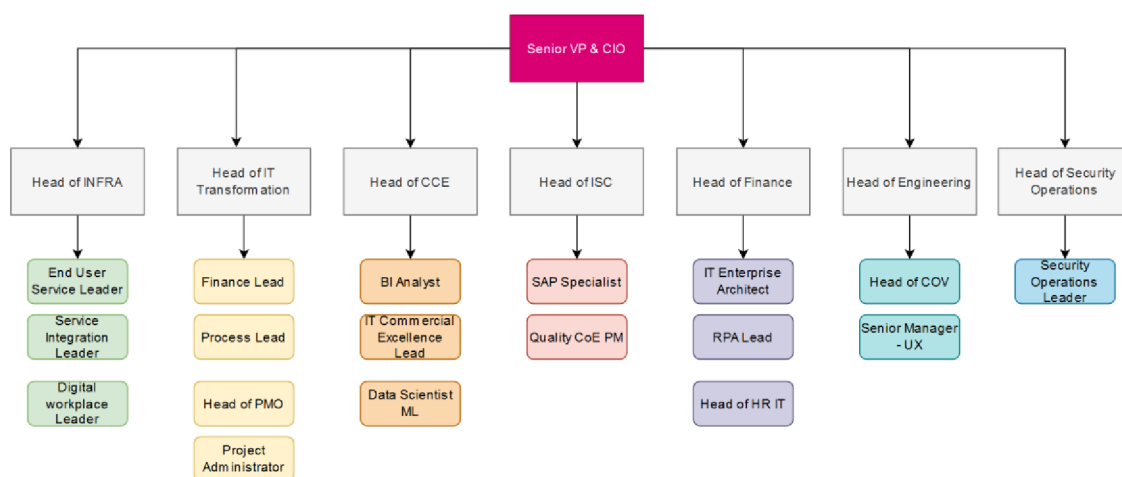 Senior VP & CIO
Head of INFRA
Head of IT
Transformation
Head of CCE
Head of ISC
Head of Finance
Head of Engineering
Head of Security
Operations
End User
Service Leader
Service
Integration
Leader
Digital
workplace
Leader
Finance Lead
Process Lead
Head of PMO
Project
Administrator
BI Analyst
IT Commercial
Excellence
Lead
Data Scientist
ML
SAP Specialist
Quality CoE PM
IT Enterprise
Architect
RPA Lead
Head of HR IT
Head of COV
Senior Manager
- UX
Security
Operations
Leader